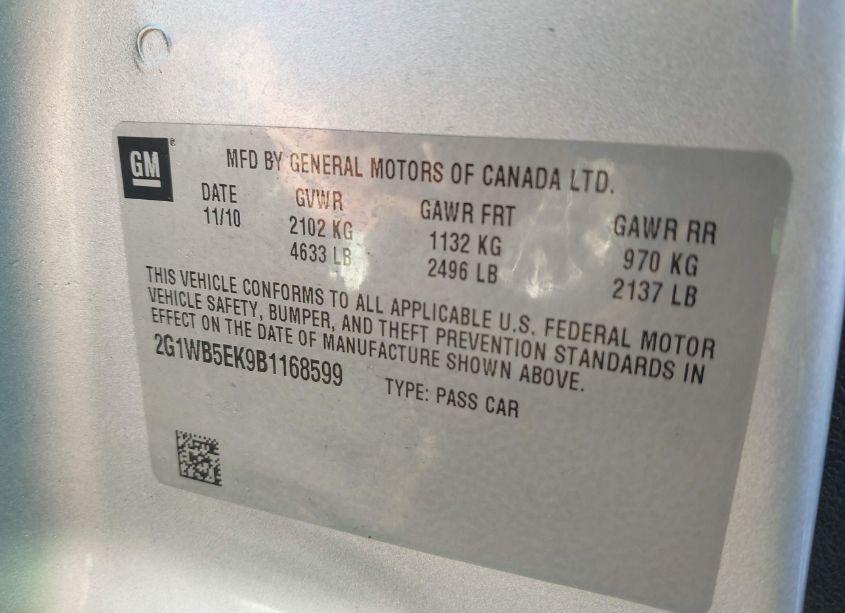 GM
MFD BY GENERAL MOTORS OF CANADA LTD.
DATE GVWR GAWR FRT GAWR RR
11/10 2102 KG 1132 KG 970 KG
4633 LB 2496 LB 2137 LB
THIS VEHICLE CONFORMS TO ALL APPLICABLE U.S. FEDERAL MOTOR
VEHICLE SAFETY, BUMPER, AND THEFT PREVENTION STANDARDS IN
EFFECT ON THE DATE OF MANUFACTURE SHOWN ABOVE.
2G1WB5EK9B1168599 TYPE: PASS CAR